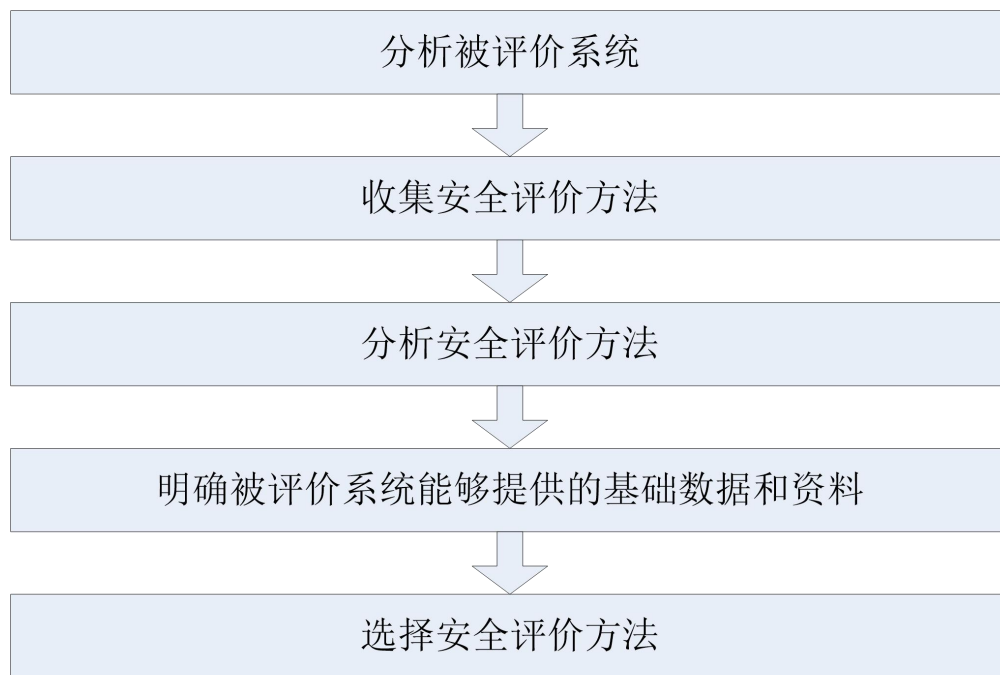 分析被评价系统
收集安全评价方法
分析安全评价方法
明确被评价系统能够提供的基础数据和资料
选择安全评价方法